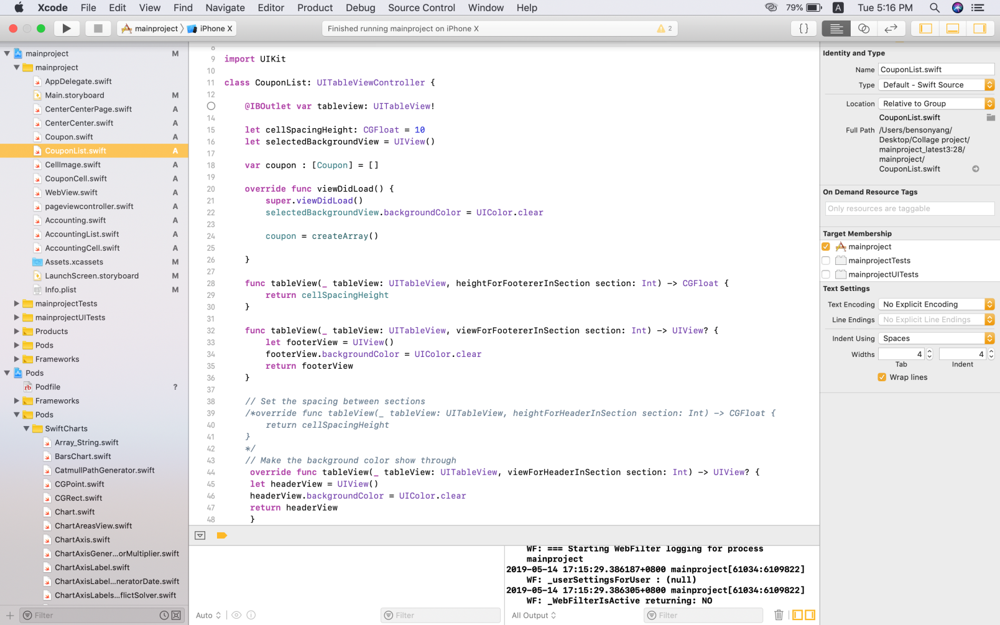 Xcode File Edit View Find Navigate Editor Product Debug Source Control Window Help 79% A Tue 5:16 PM
mainproject iPhone X Finished running mainproject on iPhone X 2 { }
mainproject M
mainproject
AppDelegate.swift
Main.storyboard M
CenterCenterPage.swift A
CenterCenter.swift A
Coupon.swift A
CouponList.swift A
CellImage.swift A
CouponCell.swift A
WebView.swift A
pageviewcontroller.swift A
Accounting.swift A
AccountingList.swift A
AccountingCell.swift A
Assets.xcassets M
LaunchScreen.storyboard M
Info.plist M
mainprojectTests
mainprojectUITests
Products
Pods
Frameworks
Pods
Podfile ?
Frameworks
Pods
SwiftCharts
Array_String.swift
BarsChart.swift
CatmullPathGenerator.swift
CGPoint.swift
CGRect.swift
Chart.swift
ChartAreasView.swift
ChartAxis.swift
ChartAxisGener...orMultiplier.swift
ChartAxisLabel.swift
ChartAxisLabel...neratorDate.swift
ChartAxisLabels...flictSolver.swift
Filter
8
9 import UIKit
10
11 class CouponList: UITableViewController {
12
@IBOutlet var tableview: UITableView!
14
15 let cellSpacingHeight: CGFloat = 10
16 let selectedBackgroundView = UIView()
17
18 var coupon : [Coupon] = []
19
20 override func viewDidLoad() {
21 super.viewDidLoad()
22 selectedBackgroundView.backgroundColor = UIColor.clear
23
24 coupon = createArray()
25
26 }
27
28 func tableView(_ tableView: UITableView, heightForFootererInSection section: Int) -> CGFloat {
29 return cellSpacingHeight
30 }
31
32 func tableView(_ tableView: UITableView, viewForFootererInSection section: Int) -> UIView? {
33 let footerView = UIView()
34 footerView.backgroundColor = UIColor.clear
35 return footerView
36 }
37
38 // Set the spacing between sections
39 /*override func tableView(_ tableView: UITableView, heightForHeaderInSection section: Int) -> CGFloat {
40 return cellSpacingHeight
41 }
42 */
43 // Make the background color show through
44 override func tableView(_ tableView: UITableView, viewForHeaderInSection section: Int) -> UIView? {
45 let headerView = UIView()
46 headerView.backgroundColor = UIColor.clear
47 return headerView
48 }
Auto Filter
WF: === Starting WebFilter logging for process
mainproject
2019-05-14 17:15:29.386187+0800 mainproject[61034:6109822]
WF: _userSettingsForUser : (null)
2019-05-14 17:15:29.386305+0800 mainproject[61034:6109822]
WF: _WebFilterIsActive returning: NO
All Output Filter
Identity and Type
Name CouponList.swift
Type Default - Swift Source
Location Relative to Group
CouponList.swift
Full Path /Users/bensonyang/
Desktop/Collage project/
mainproject_latest3:28/
mainproject/
CouponList.swift
On Demand Resource Tags
Only resources are taggable
Target Membership
mainproject
mainprojectTests
mainprojectUITests
Text Settings
Text Encoding No Explicit Encoding
Line Endings No Explicit Line Endings
Indent Using Spaces
Widths 4 4
Tab Indent
Wrap lines